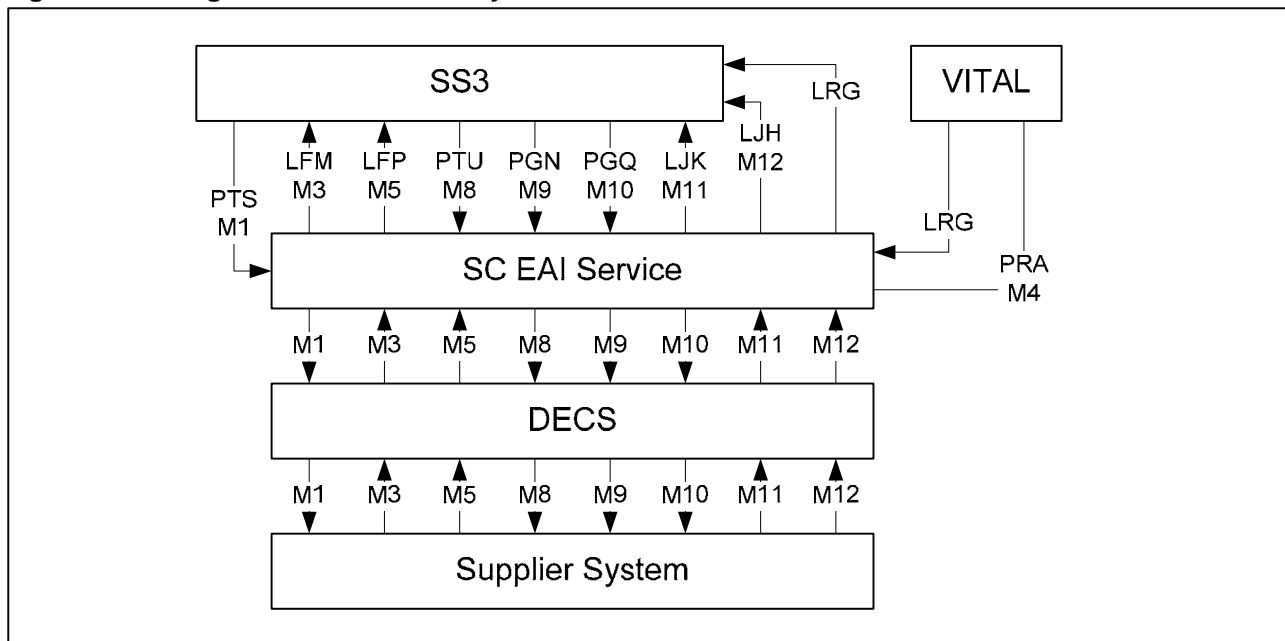 SS3
VITAL
LRG
LFM
M3
LFP
M5
PTU
M8
PGN
M9
PGQ
M10
LJK
M11
LJH
M12
PTS
M1
LRG
PRA
M4
SC EAI Service
M1 M3 M5 M8 M9 M10 M11 M12
DECS
M1 M3 M5 M8 M9 M10 M11 M12
Supplier System